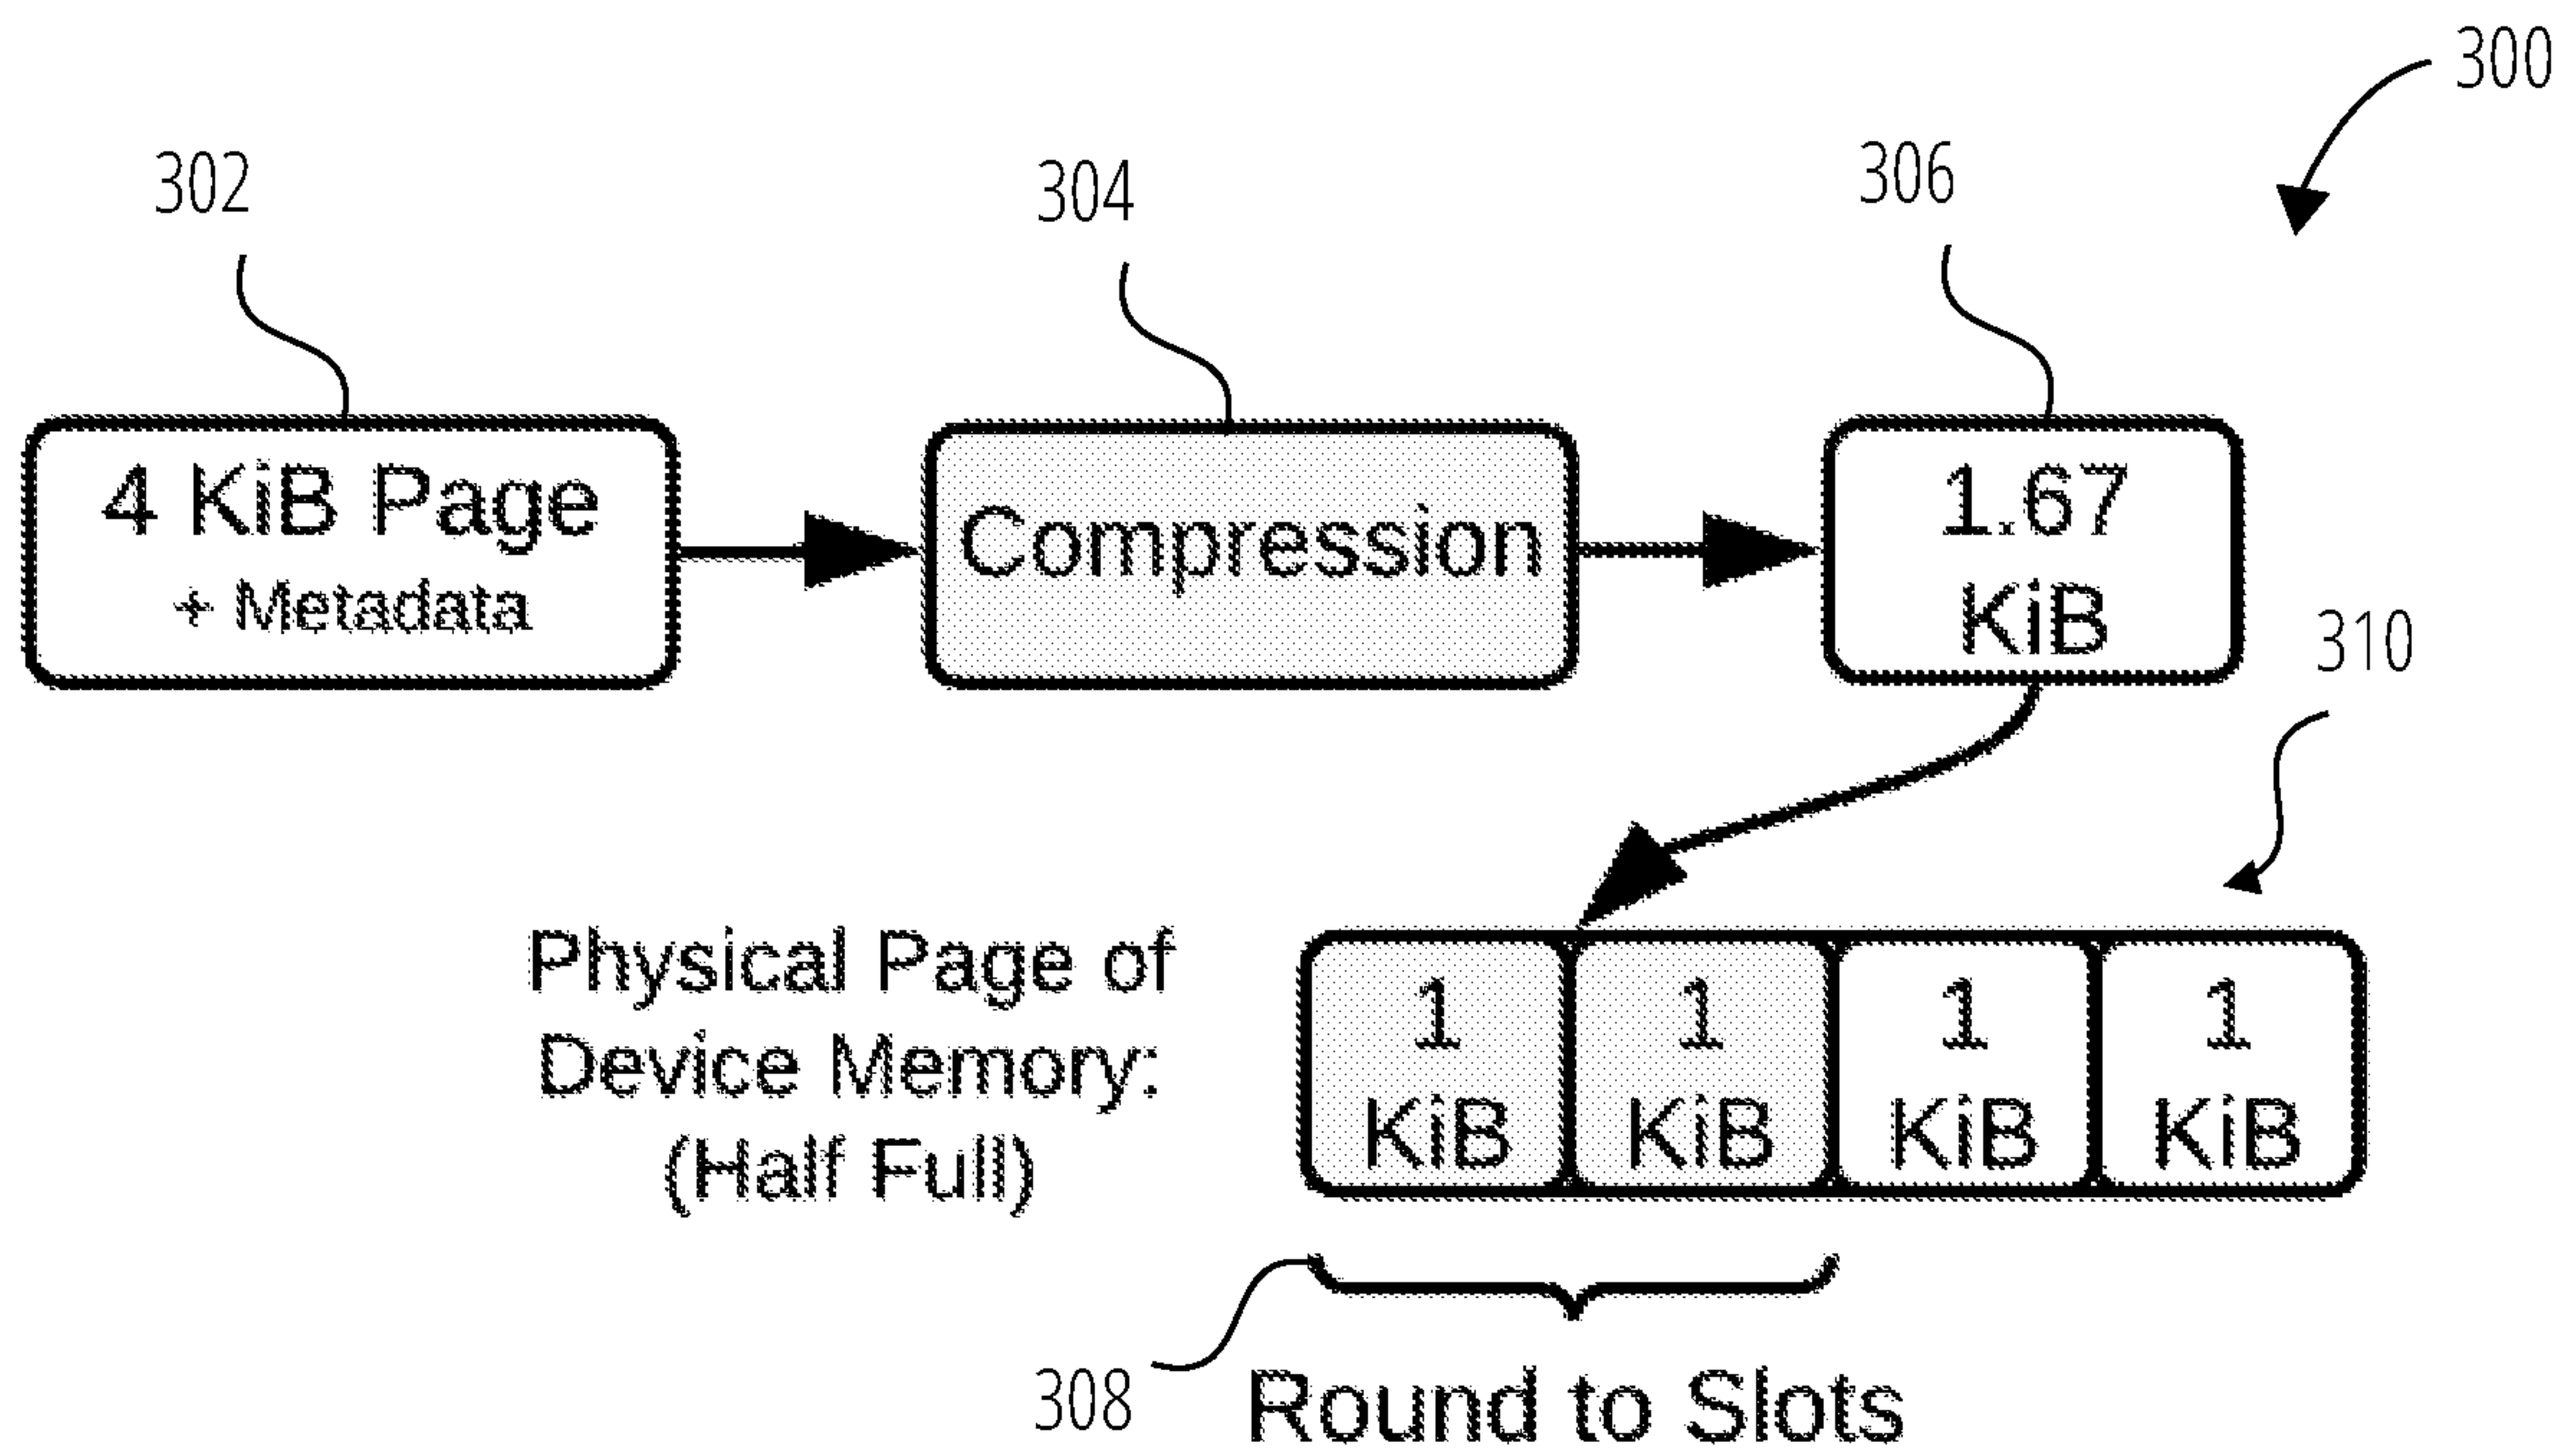 300
302
304
306
4 KiB Page
+ Metadata
Compression
1.67
KiB
310
Physical Page of
Device Memory:
(Half Full)
1
KiB
1
KiB
1
KiB
1
KiB
308
Round to Slots